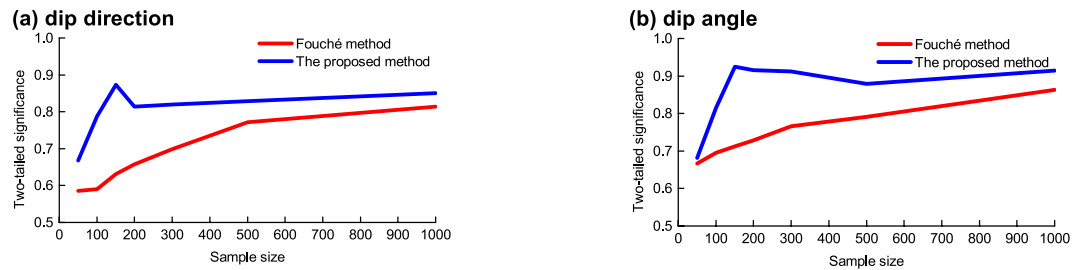 (a) dip direction
1.0
0.9
0.8
0.7
0.6
0.5
Two-tailed significance
Fouché method
The proposed method
0 100 200 300 400 500 600 700 800 900 1000
Sample size
(b) dip angle
1.0
0.9
0.8
0.7
0.6
0.5
Two-tailed significance
Fouché method
The proposed method
0 100 200 300 400 500 600 700 800 900 1000
Sample size